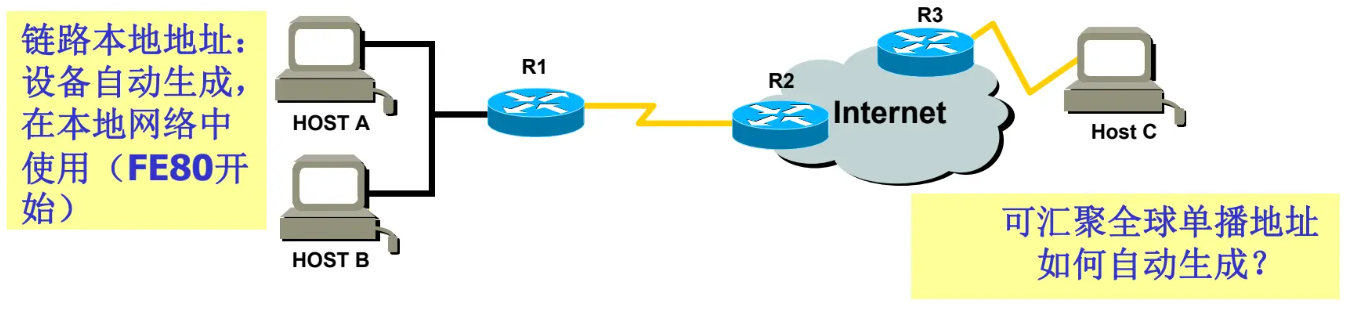 链路本地地址：
设备自动生成，
在本地网络中
使用（FE80开
始）
HOST A
HOST B
R1
R2
R3
Internet
Host C
可汇聚全球单播地址
如何自动生成？